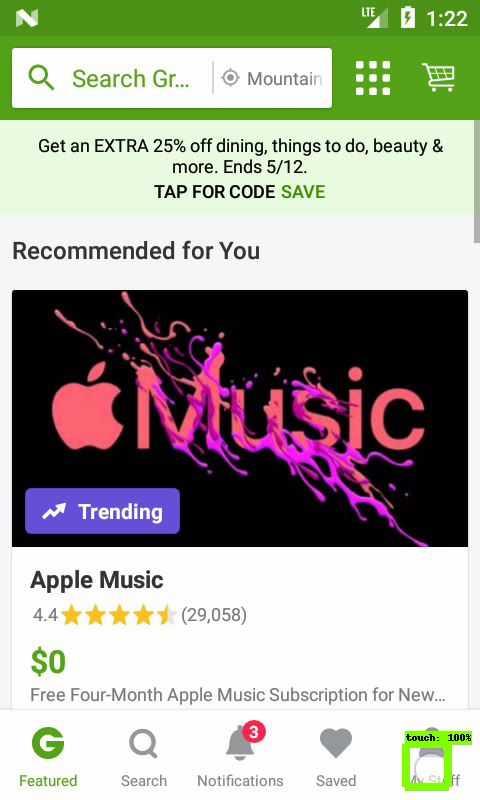 LTE 1:22
Search Gr... Mountain
Get an EXTRA 25% off dining, things to do, beauty &
more. Ends 5/12.
TAP FOR CODE SAVE
Recommended for You
Music
Trending
Apple Music
4.4 (29,058)
$0
Free Four-Month Apple Music Subscription for New...
3
touch: 100%
Featured Search Notifications Saved My Stuff